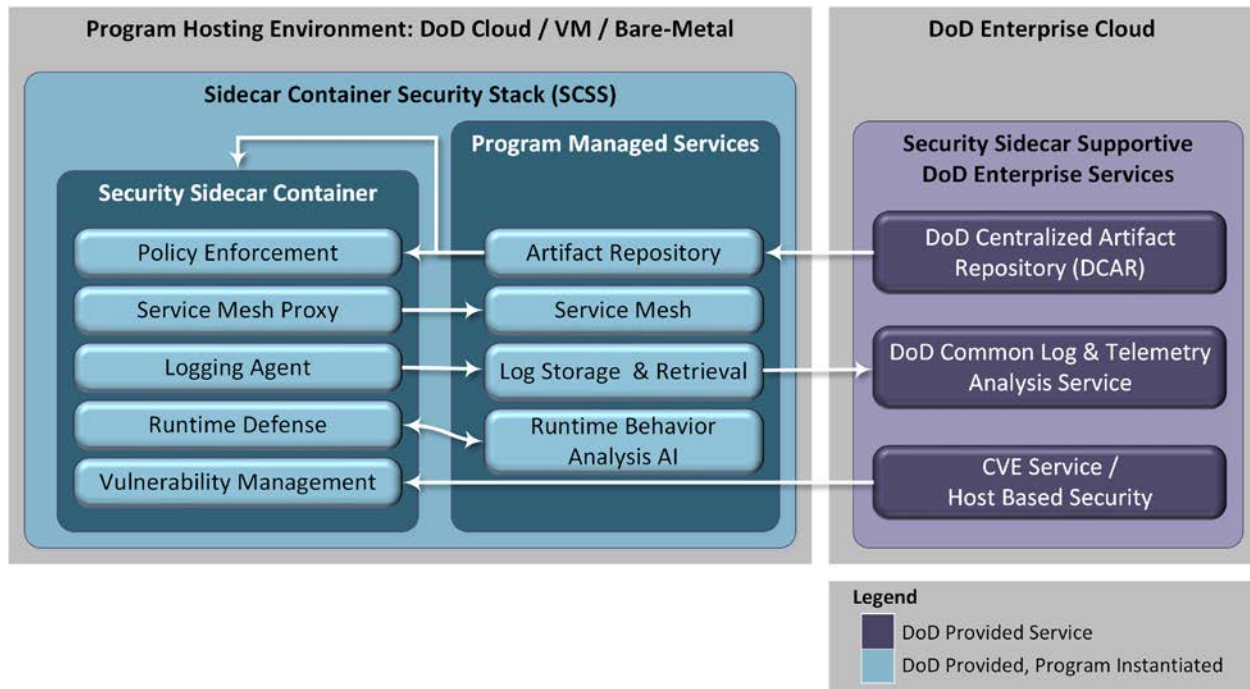 Program Hosting Environment: DoD Cloud / VM / Bare-Metal
Sidecar Container Security Stack (SCSS)
Security Sidecar Container
Policy Enforcement
Service Mesh Proxy
Logging Agent
Runtime Defense
Vulnerability Management
Program Managed Services
Artifact Repository
Service Mesh
Log Storage & Retrieval
Runtime Behavior
Analysis AI
DoD Enterprise Cloud
Security Sidecar Supportive
DoD Enterprise Services
DoD Centralized Artifact
Repository (DCAR)
DoD Common Log & Telemetry
Analysis Service
CVE Service /
Host Based Security
Legend
DoD Provided Service
DoD Provided, Program Instantiated